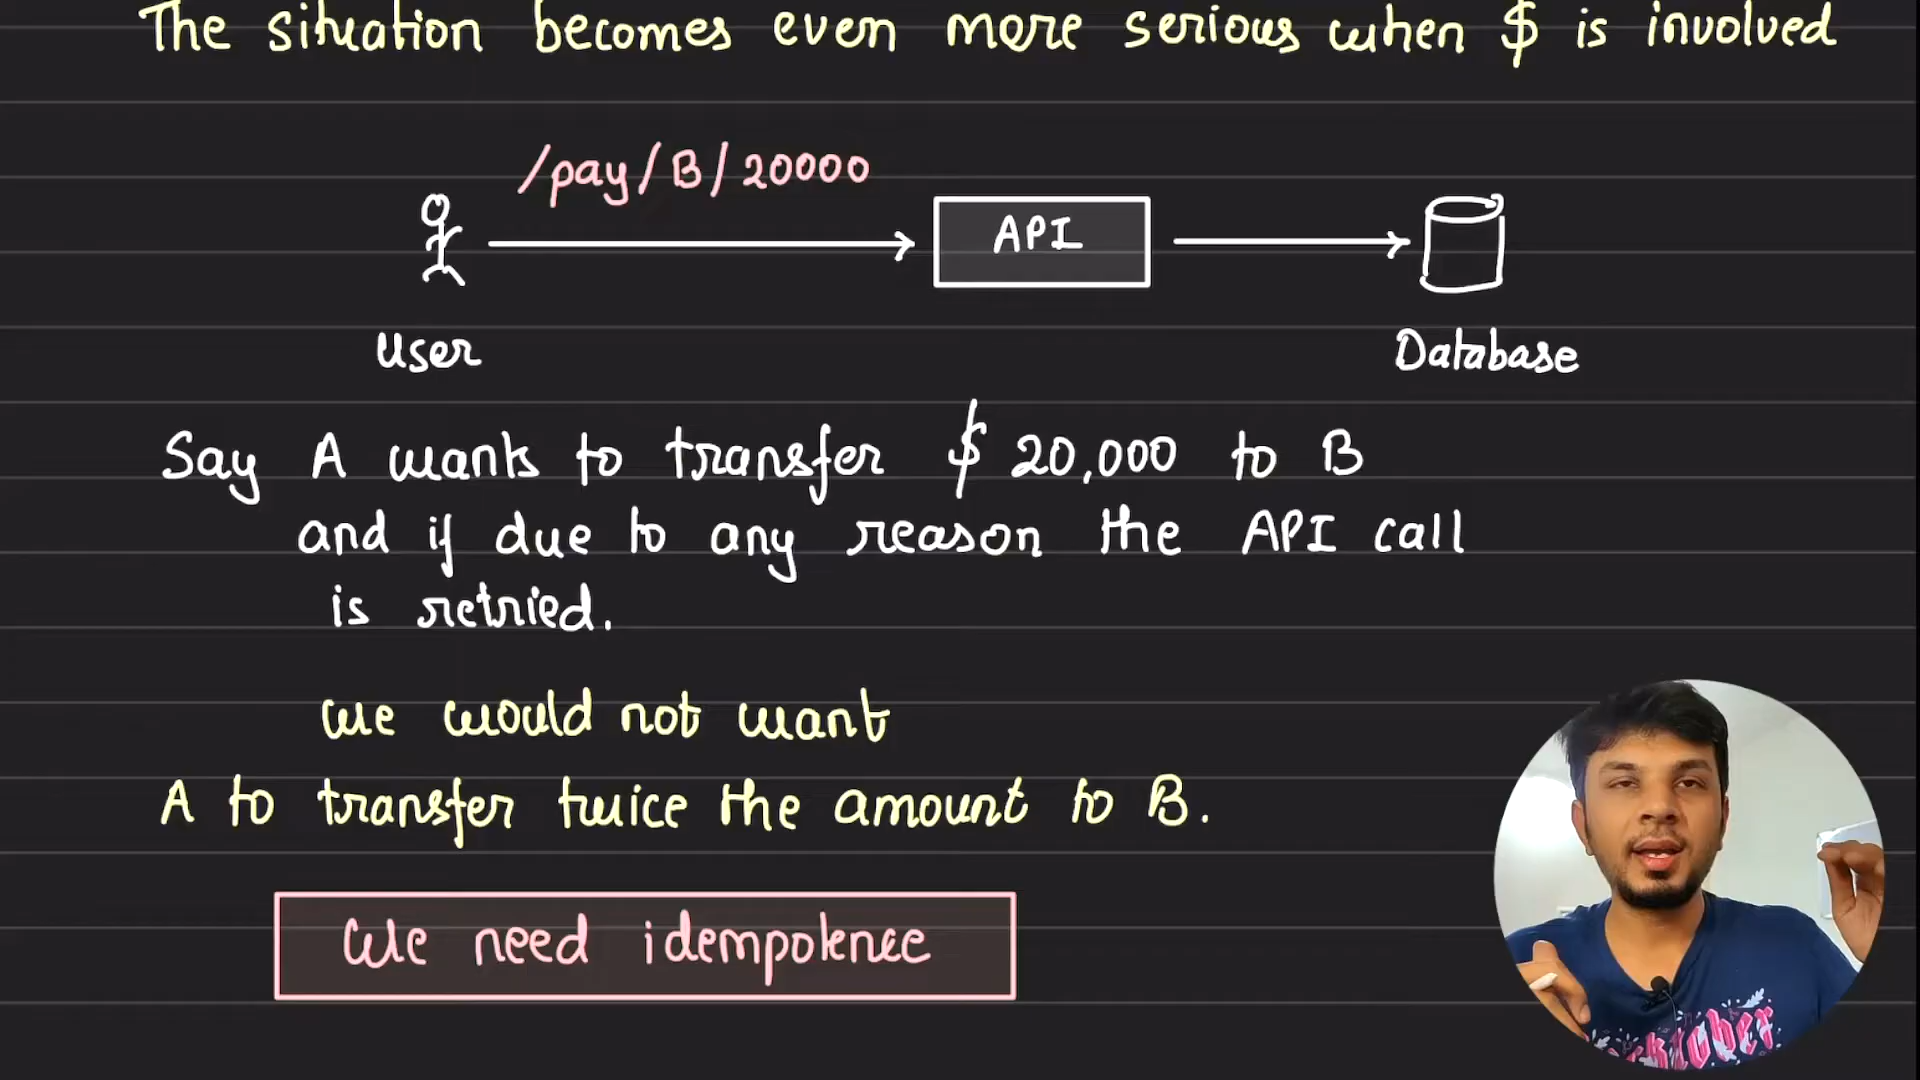 The situation becomes even more serious when $ is involved
/pay/B/20000
API
User
Database
Say A wants to transfer $ 20,000 to B
and if due to any reason the API call
is retried.
we would not want
A to transfer twice the amount to B.
We need idempotence